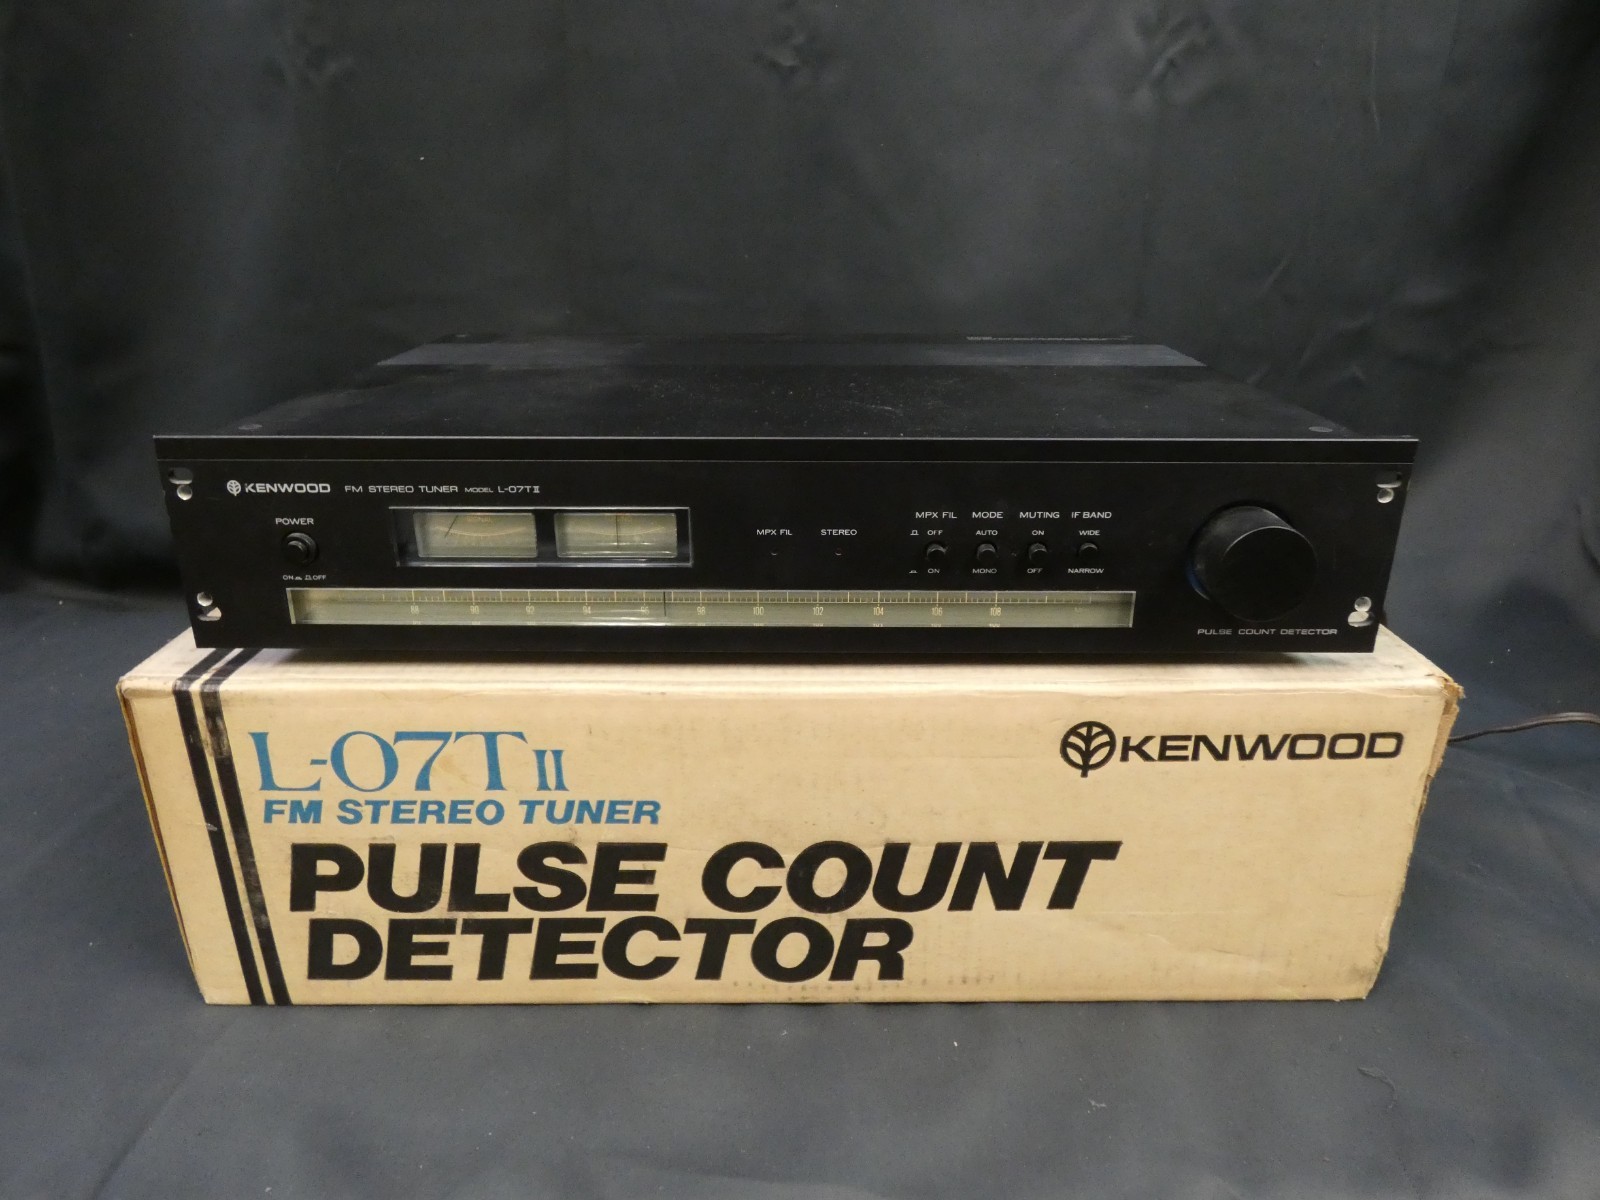 KENWOOD FM STEREO TUNER MODEL L-07TII
POWER
ON OFF
MPX FIL STEREO
MPX FIL MODE MUTING IF BAND
OFF AUTO ON WIDE
ON MONO OFF NARROW
88 90 92 94 96 98 100 102 104 106 108
PULSE COUNT DETECTOR
L-07TII
FM STEREO TUNER
KENWOOD
PULSE COUNT
DETECTOR